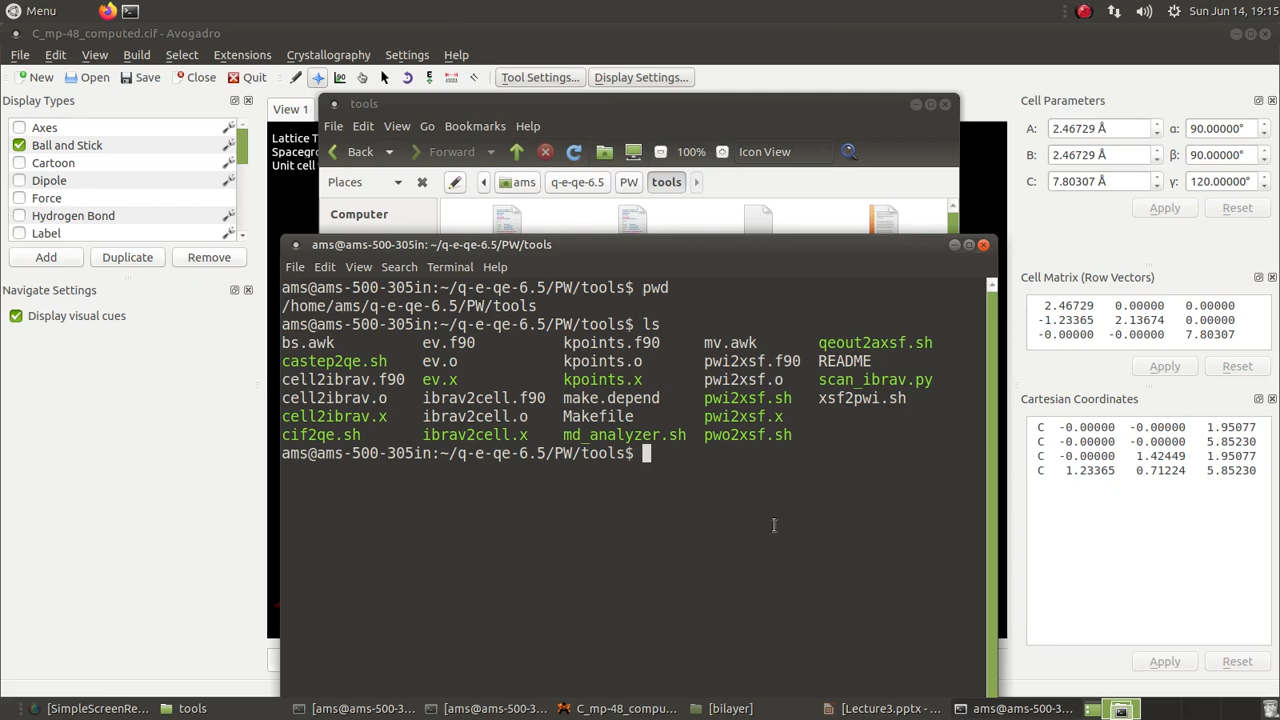 Menu
Sun Jun 14, 19:15
C_mp-48_computed.cif - Avogadro
File Edit View Build Select Extensions Crystallography Settings Help
New Open Save Close Quit Tool Settings... Display Settings...
Display Types
Axes
Ball and Stick
Cartoon
Dipole
Force
Hydrogen Bond
Label
Add Duplicate Remove
Navigate Settings
Display visual cues
View 1
Lattice T
Spacegro
Unit cell
tools
File Edit View Go Bookmarks Help
Back Forward 100% Icon View
Places ams q-e-qe-6.5 PW tools
Computer
ams@ams-500-305in: ~/q-e-qe-6.5/PW/tools
File Edit View Search Terminal Help
ams@ams-500-305in:~/q-e-qe-6.5/PW/tools$ pwd
/home/ams/q-e-qe-6.5/PW/tools
ams@ams-500-305in:~/q-e-qe-6.5/PW/tools$ ls
bs.awk ev.f90 kpoints.f90 mv.awk qeout2axsf.sh
castep2qe.sh ev.o kpoints.o pwi2xsf.f90 README
cell2ibrav.f90 ev.x kpoints.x pwi2xsf.o scan_ibrav.py
cell2ibrav.o ibrav2cell.f90 make.depend pwi2xsf.sh xsf2pwi.sh
cell2ibrav.x ibrav2cell.o Makefile pwi2xsf.x
cif2qe.sh ibrav2cell.x md_analyzer.sh pwo2xsf.sh
ams@ams-500-305in:~/q-e-qe-6.5/PW/tools$
Cell Parameters
A: 2.46729 Å α: 90.00000°
B: 2.46729 Å β: 90.00000°
C: 7.80307 Å γ: 120.00000°
Apply Reset
Cell Matrix (Row Vectors)
2.46729 0.00000 0.00000
-1.23365 2.13674 0.00000
0.00000 0.00000 7.80307
Apply Reset
Cartesian Coordinates
C -0.00000 -0.00000 1.95077
C -0.00000 -0.00000 5.85230
C -0.00000 1.42449 1.95077
C 1.23365 0.71224 5.85230
Apply Reset
[SimpleScreenRe... tools [ams@ams-500-3... [ams@ams-500-3... C_mp-48_compu... [bilayer] [Lecture3.pptx - ... ams@ams-500-3...